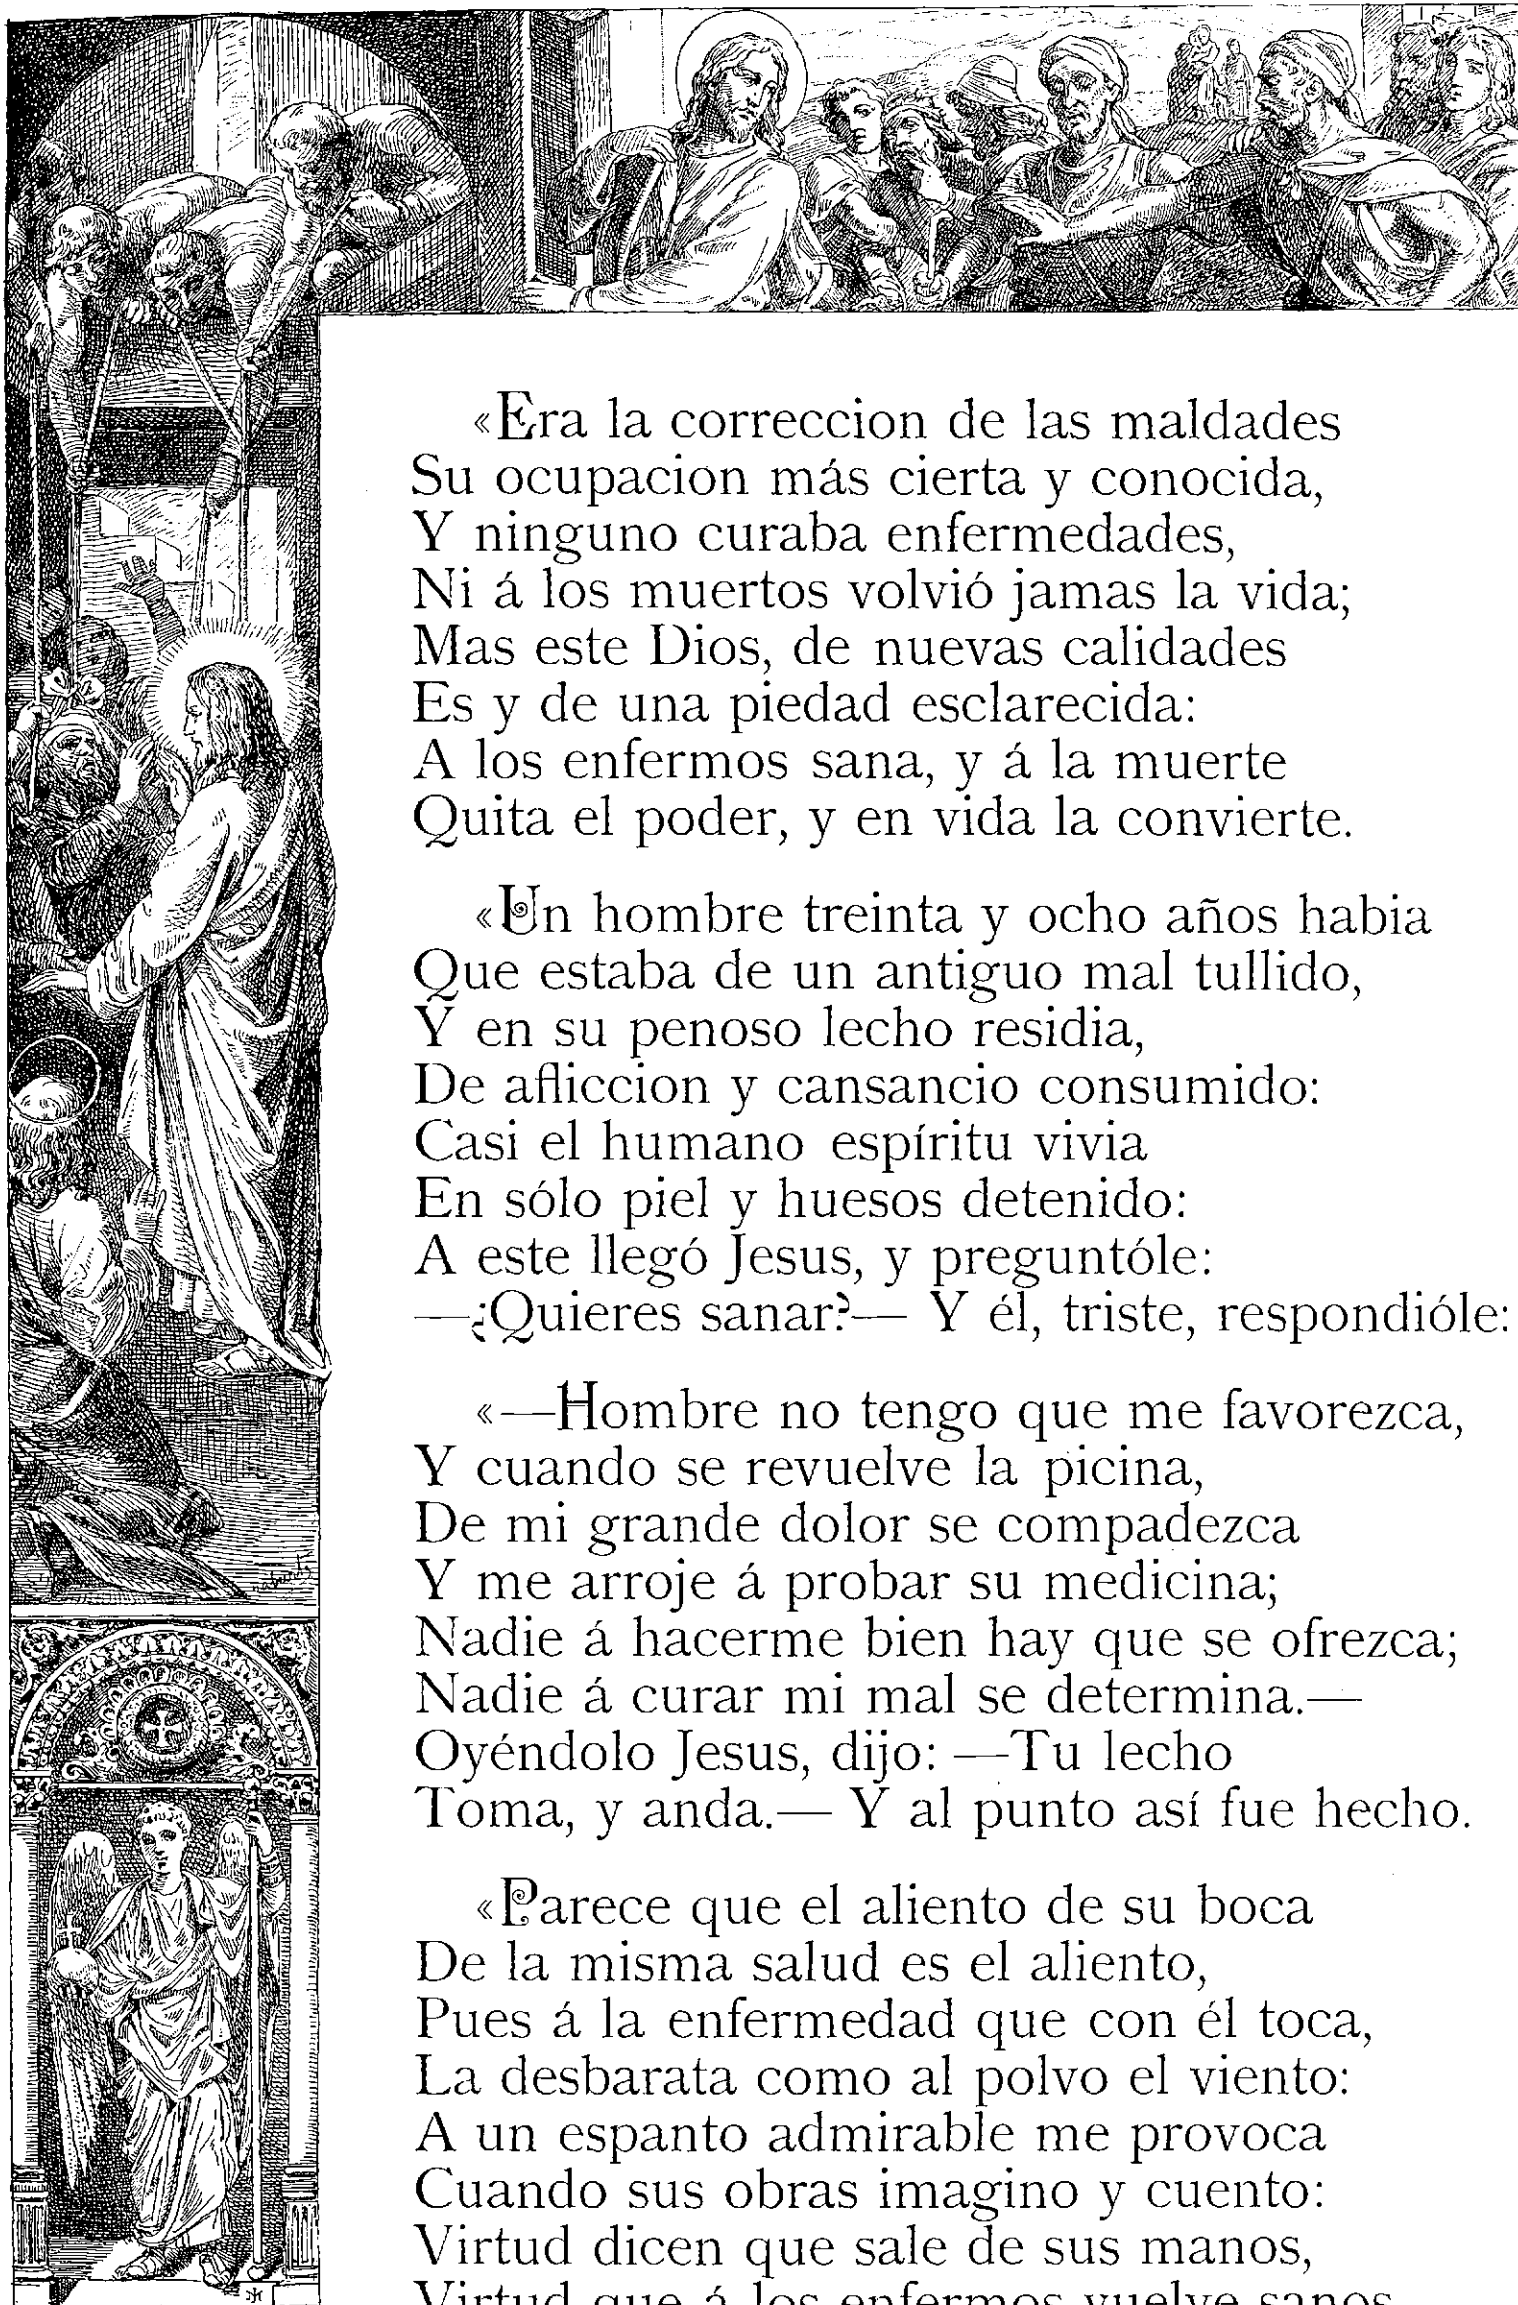 «Era la correccion de las maldades
Su ocupacion más cierta y conocida,
Y ninguno curaba enfermedades,
Ni á los muertos volvió jamas la vida;
Mas este Dios, de nuevas calidades
Es y de una piedad esclarecida:
A los enfermos sana, y á la muerte
Quita el poder, y en vida la convierte.
«Un hombre treinta y ocho años habia
Que estaba de un antiguo mal tullido,
Y en su penoso lecho residia,
De afliccion y cansancio consumido:
Casi el humano espíritu vivia
En sólo piel y huesos detenido:
A este llegó Jesus, y preguntóle:
—¿Quieres sanar?— Y él, triste, respondióle:
«—Hombre no tengo que me favorezca,
Y cuando se revuelve la picina,
De mi grande dolor se compadezca
Y me arroje á probar su medicina;
Nadie á hacerme bien hay que se ofrezca;
Nadie á curar mi mal se determina.—
Oyéndolo Jesus, dijo: —Tu lecho
Toma, y anda.— Y al punto así fue hecho.
«Parece que el aliento de su boca
De la misma salud es el aliento,
Pues á la enfermedad que con él toca,
La desbarata como al polvo el viento:
A un espanto admirable me provoca
Cuando sus obras imagino y cuento:
Virtud dicen que sale de sus manos,
Virtud que á los enfermos vuelve sanos